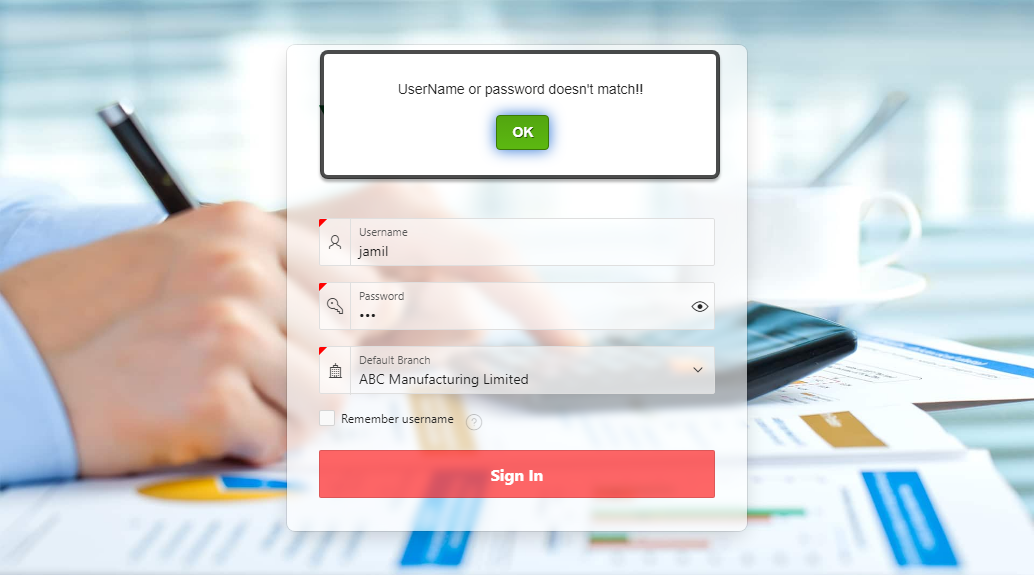 UserName or password doesn't match!!
OK
Username
jamil
Password
•••
Default Branch
ABC Manufacturing Limited
Remember username
?
Sign In